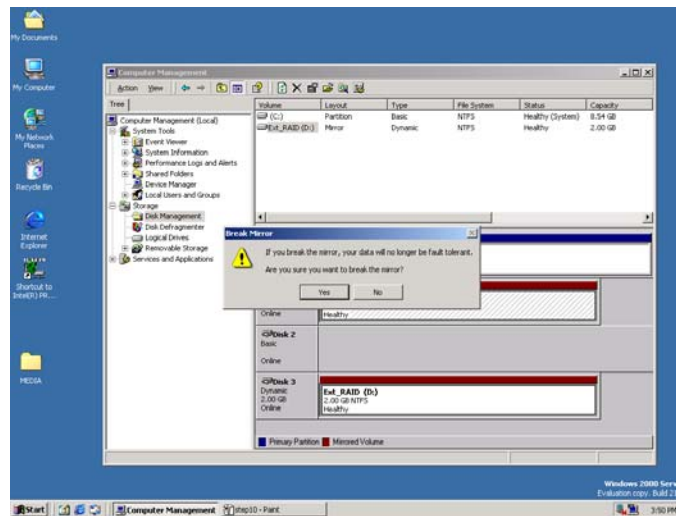 My Documents
My Computer
My Network
Places
Recycle Bin
Internet
Explorer
Shortcut to
Intel(R) PR...
MEDIA
Computer Management
Action View
Tree
Computer Management (Local)
System Tools
Event Viewer
System Information
Performance Logs and Alerts
Shared Folders
Device Manager
Local Users and Groups
Storage
Disk Management
Disk Defragmenter
Logical Drives
Removable Storage
Services and Applications
Volume Layout Type File System Status Capacity
(C:) Partition Basic NTFS Healthy (System) 8.54 GB
Ext_RAID (D:) Mirror Dynamic NTFS Healthy 2.00 GB
Break Mirror
If you break the mirror, your data will no longer be fault tolerant.
Are you sure you want to break the mirror?
Yes No
Online Healthy
Disk 2
Basic
Online
Disk 3
Dynamic
2.00 GB
Online
Ext_RAID (D:)
2.00 GB NTFS
Healthy
Primary Partition Mirrored Volume
Windows 2000 Serv
Evaluation copy. Build 21
Start Computer Management step10 - Paint 3:50 PM